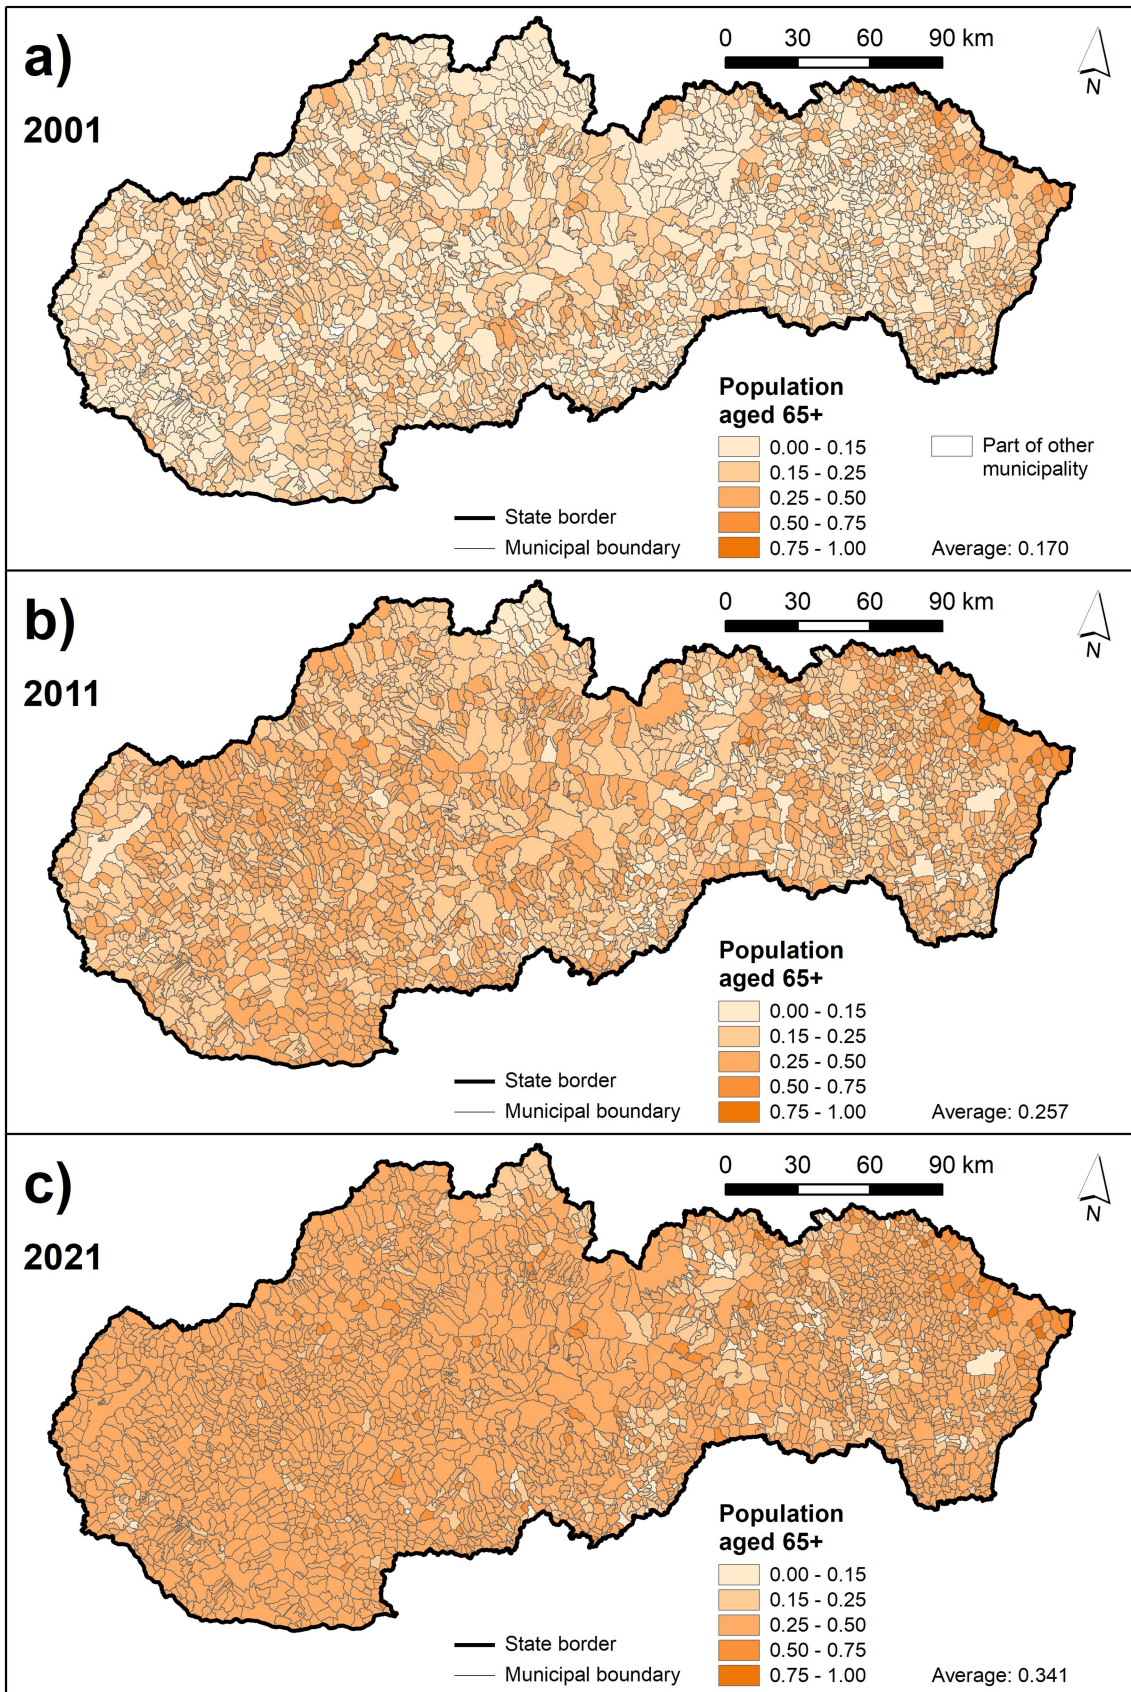 a)
2001
0 30 60 90 km
N
Population
aged 65+
0.00 - 0.15
0.15 - 0.25
0.25 - 0.50
0.50 - 0.75
0.75 - 1.00
Part of other
municipality
State border
Municipal boundary
Average: 0.170
b)
2011
0 30 60 90 km
N
Population
aged 65+
0.00 - 0.15
0.15 - 0.25
0.25 - 0.50
0.50 - 0.75
0.75 - 1.00
State border
Municipal boundary
Average: 0.257
c)
2021
0 30 60 90 km
N
Population
aged 65+
0.00 - 0.15
0.15 - 0.25
0.25 - 0.50
0.50 - 0.75
0.75 - 1.00
State border
Municipal boundary
Average: 0.341